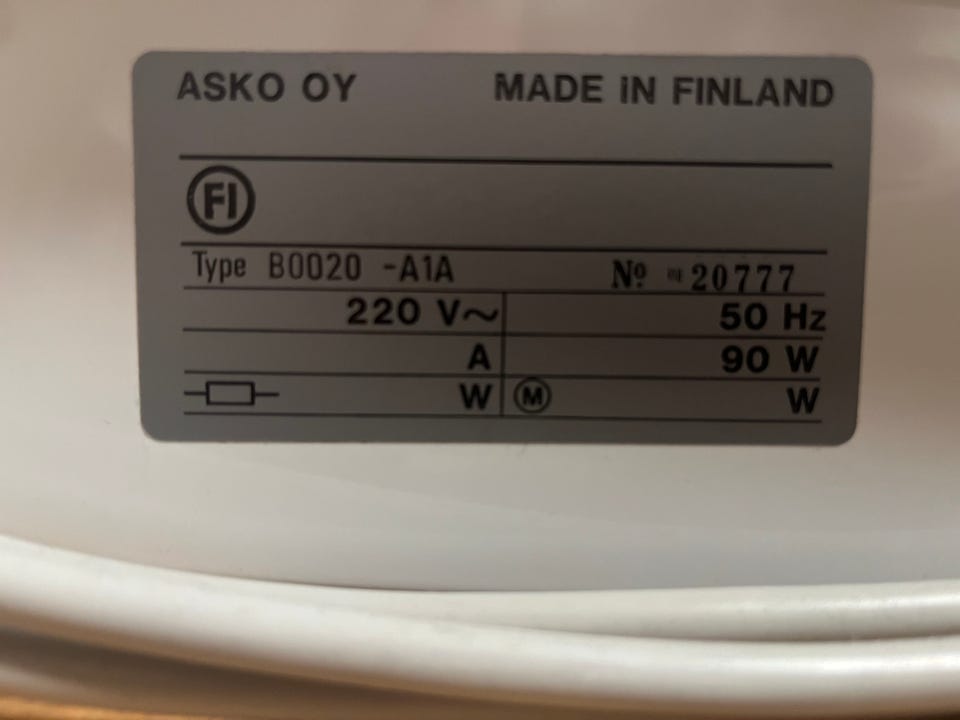 ASKO OY MADE IN FINLAND
FI
Type B0020 -A1A No 20777
220 V~ 50 Hz
A 90 W
W M W